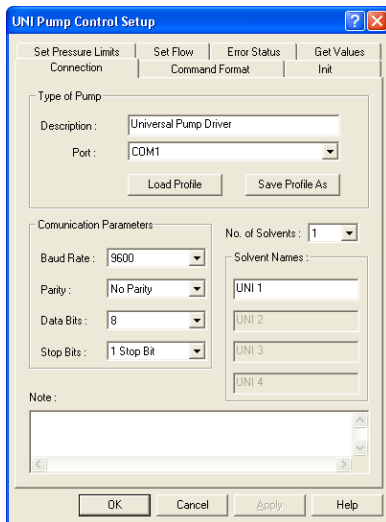 UNI Pump Control Setup
Set Pressure Limits Set Flow Error Status Get Values
Connection Command Format Init
Type of Pump
Description : Universal Pump Driver
Port : COM1
Load Profile Save Profile As
Comunication Parameters
No. of Solvents : 1
Baud Rate : 9600
Solvent Names :
Parity : No Parity
UNI 1
Data Bits : 8
UNI 2
Stop Bits : 1 Stop Bit
UNI 3
UNI 4
Note :
OK Cancel Apply Help